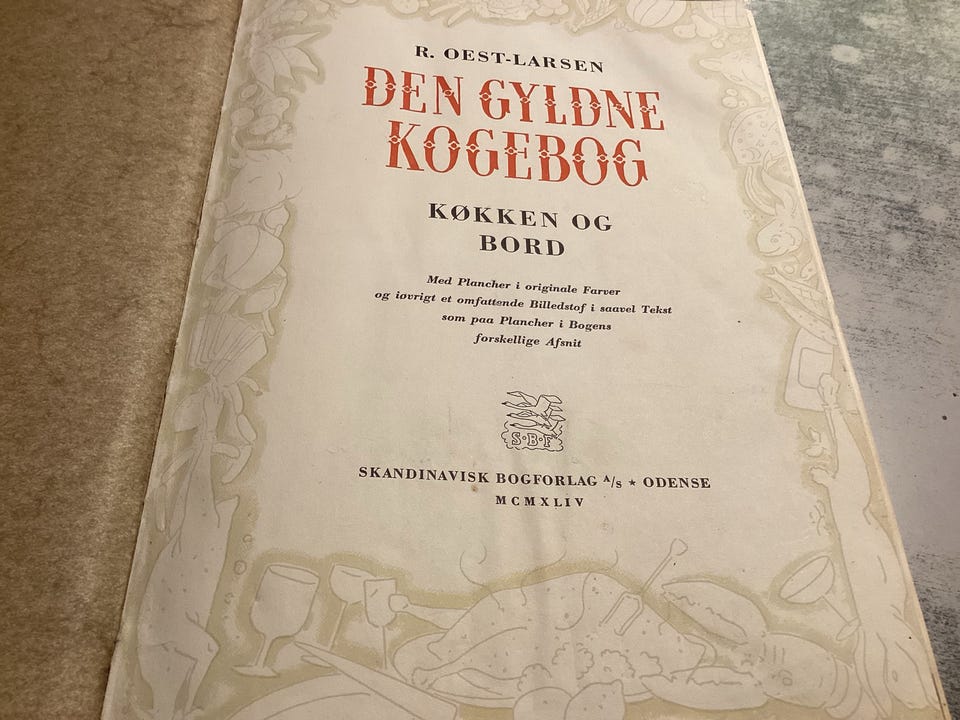 R. OEST-LARSEN
DEN GYLDNE
KOGEBOG
KØKKEN OG
BORD
Med Plancher i originale Farver
og iøvrigt et omfattende Billedstof i saavel Tekst
som paa Plancher i Bogens
forskellige Afsnit
S·B·F
SKANDINAVISK BOGFORLAG A/S ★ ODENSE
MCMXLIV